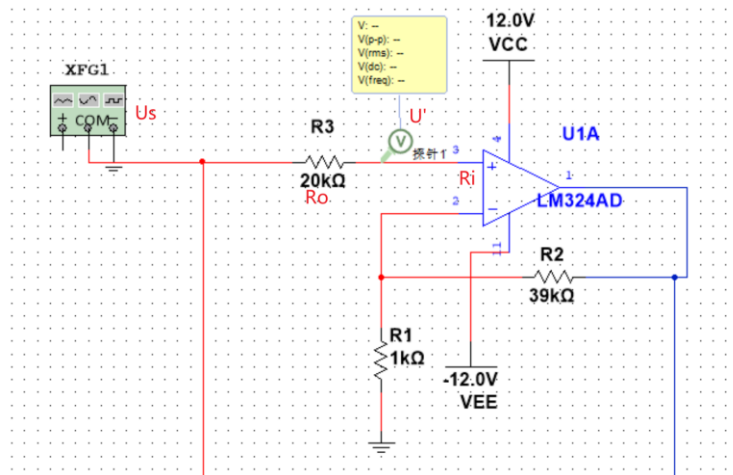 V: --
V(p-p): --
V(rms): --
V(dc): --
V(freq): --
12.0V
VCC
XFG1
COM
Us
U'
R3
20kΩ
Ro
探针1
3
4
U1A
Ri
1
2
LM324AD
11
R2
39kΩ
R1
1kΩ
-12.0V
VEE